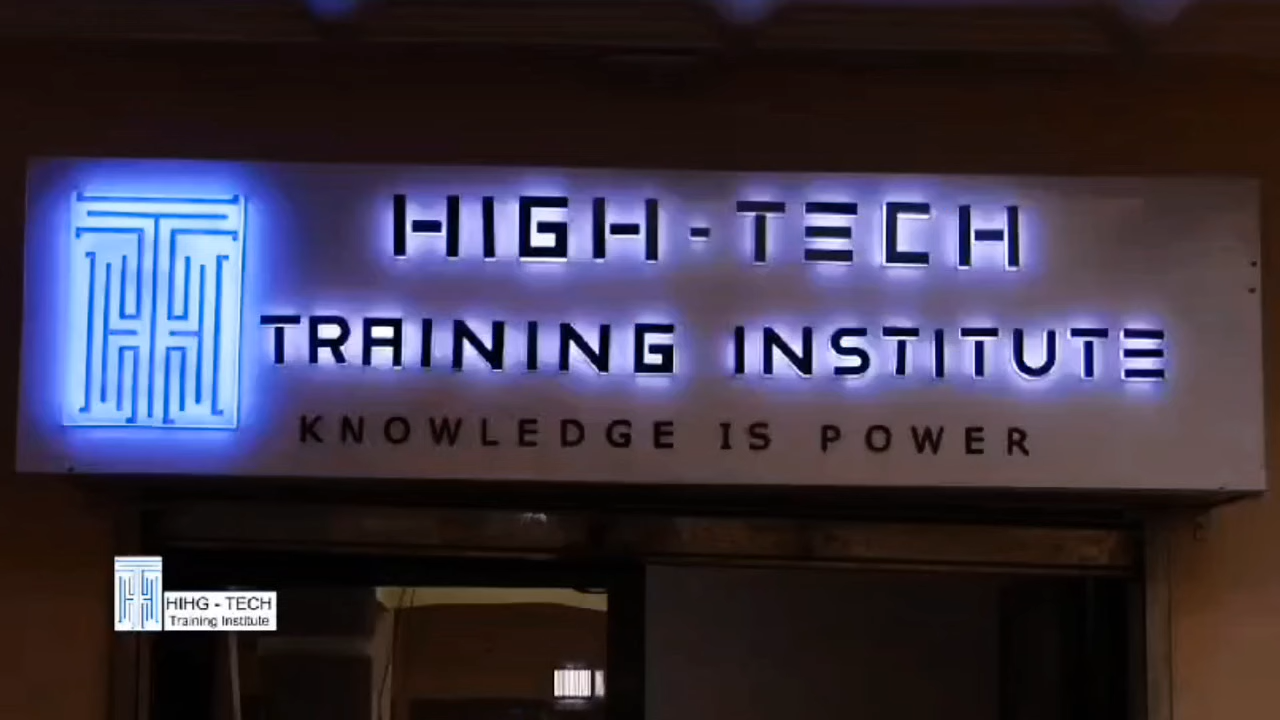 HIGH-TECH
TRAINING INSTITUTE
KNOWLEDGE IS POWER
HIHG - TECH
Training Institute